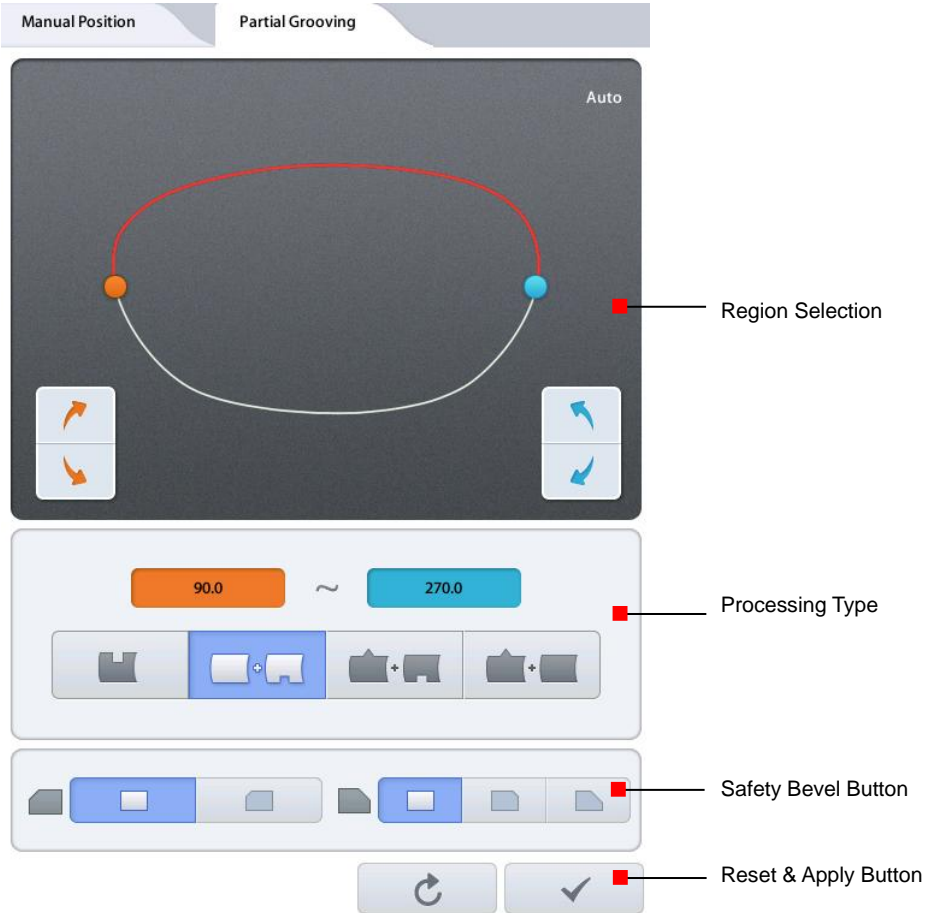 Manual Position
Partial Grooving
Auto
Region Selection
90.0 ~ 270.0
Processing Type
Safety Bevel Button
Reset & Apply Button